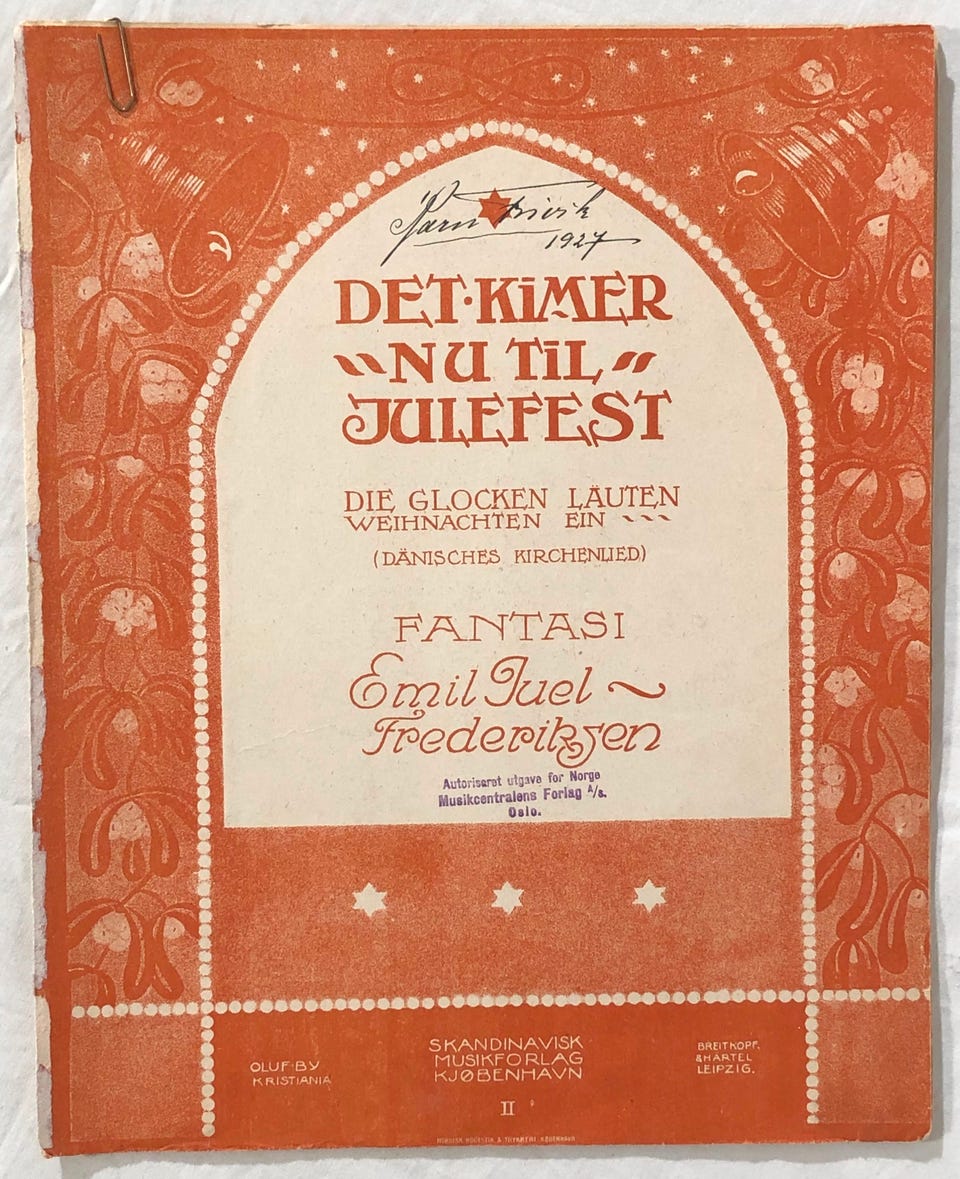 1927
DET·KIMER
NU TIL
JULEFEST
DIE GLOCKEN LÄUTEN
WEIHNACHTEN EIN
(DÄNISCHES KIRCHENLIED)
FANTASI
Emil Juel ~
Frederiksen
Autoriseret utgave for Norge
Musikcentralens Forlag A/s.
Oslo.
OLUF·BY
KRISTIANIA
SKANDINAVISK
MUSIKFORLAG
KJØBENHAVN
BREITKOPF,
&HÄRTEL
LEIPZIG.
II